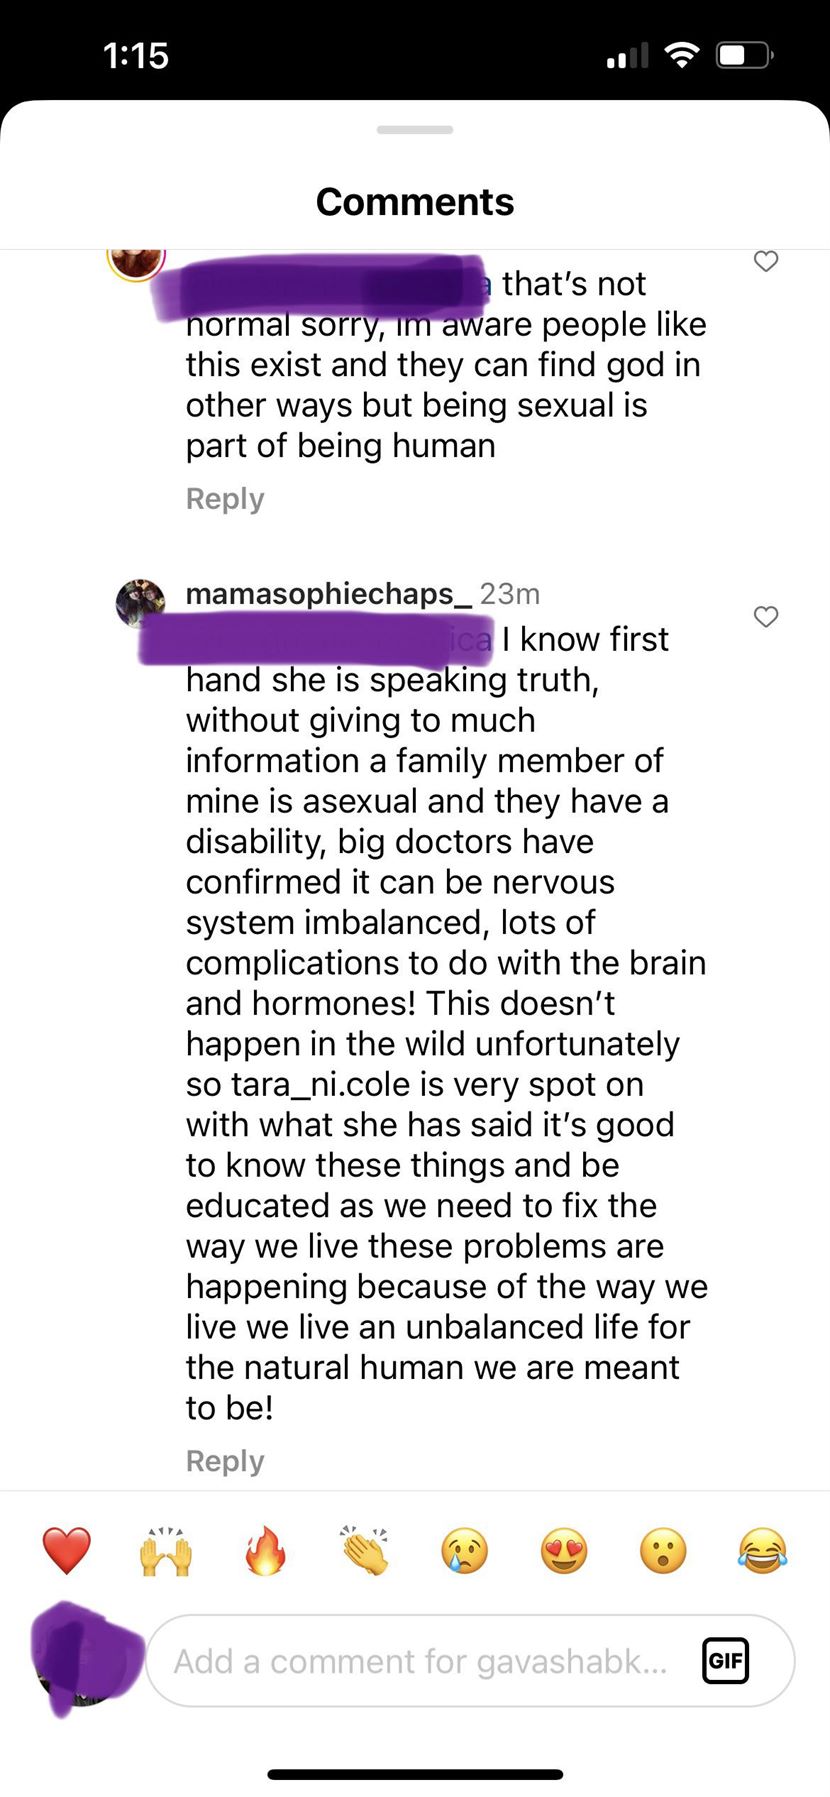 1:15
Comments
that's not
normal sorry, im aware people like
this exist and they can find god in
other ways but being sexual is
part of being human
Reply
mamasophiechaps_ 23m
ica I know first
hand she is speaking truth,
without giving to much
information a family member of
mine is asexual and they have a
disability, big doctors have
confirmed it can be nervous
system imbalanced, lots of
complications to do with the brain
and hormones! This doesn't
happen in the wild unfortunately
so tara_ni.cole is very spot on
with what she has said it's good
to know these things and be
educated as we need to fix the
way we live these problems are
happening because of the way we
live we live an unbalanced life for
the natural human we are meant
to be!
Reply
Add a comment for gavashabk...
GIF